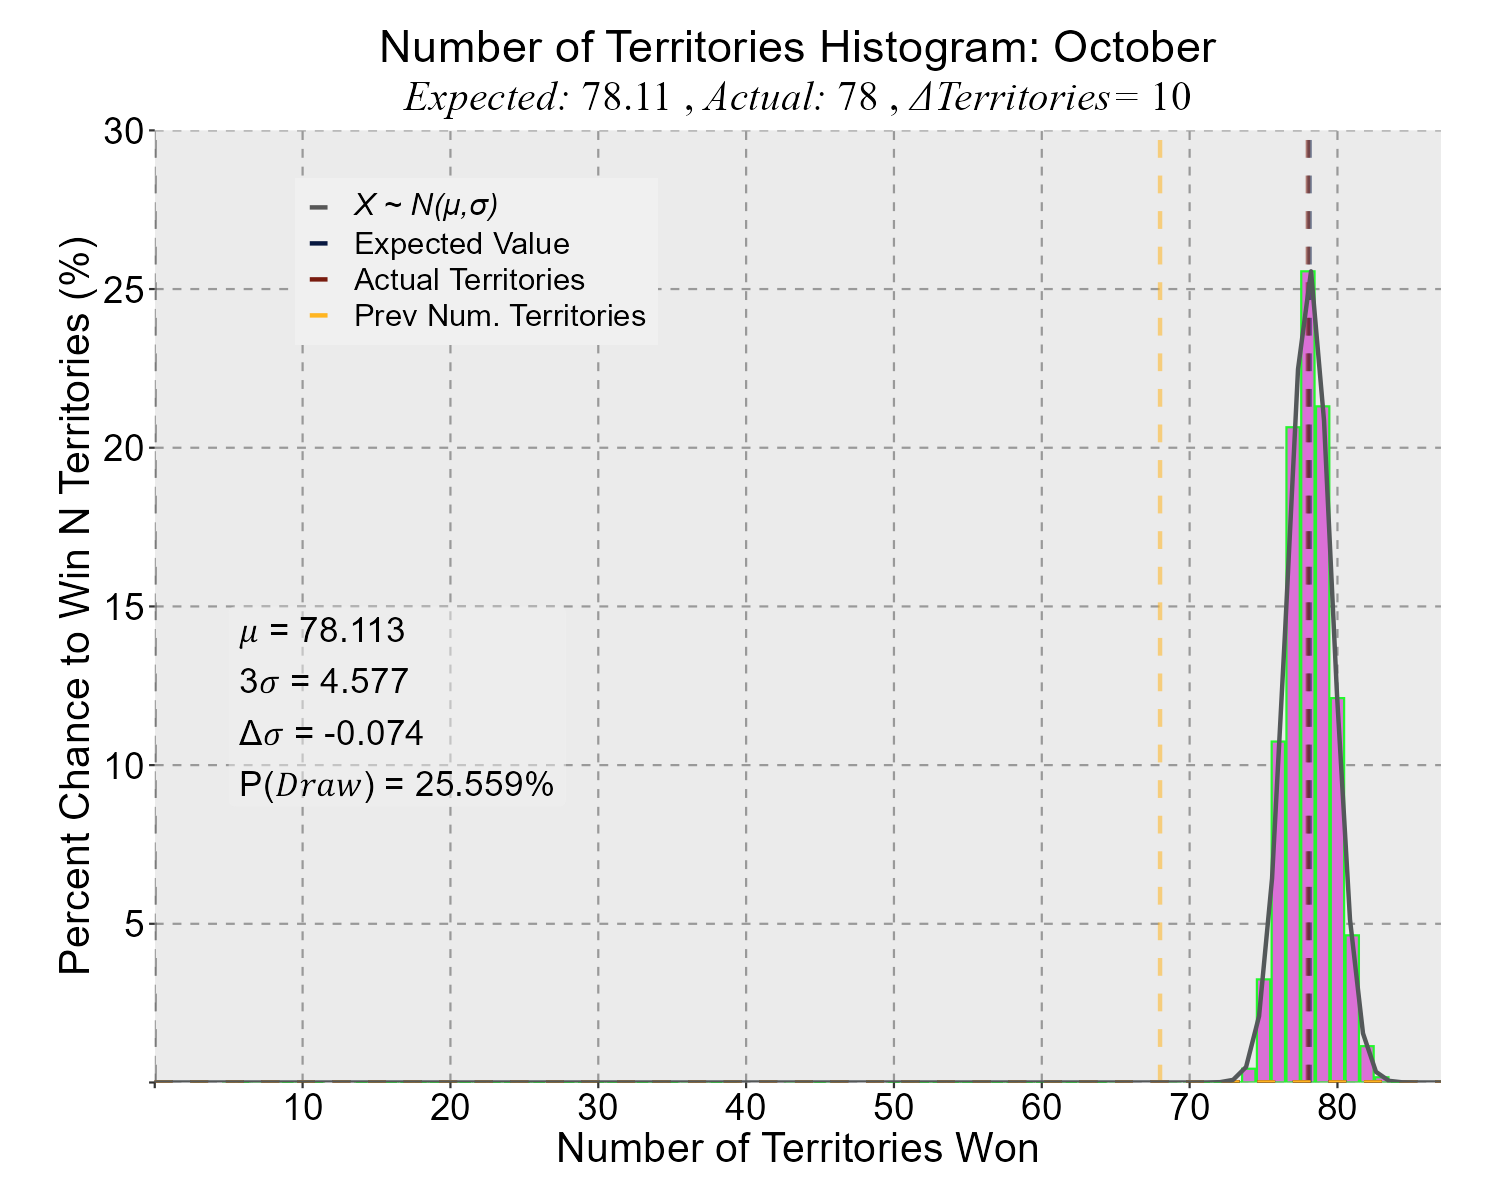 Number of Territories Histogram: October
Expected: 78.11 , Actual: 78 , ΔTerritories= 10
30
25
20
15
10
5
Percent Chance to Win N Territories (%)
X ~ N(μ,σ)
Expected Value
Actual Territories
Prev Num. Territories
μ = 78.113
3σ = 4.577
Δσ = -0.074
P(Draw) = 25.559%
10 20 30 40 50 60 70 80
Number of Territories Won